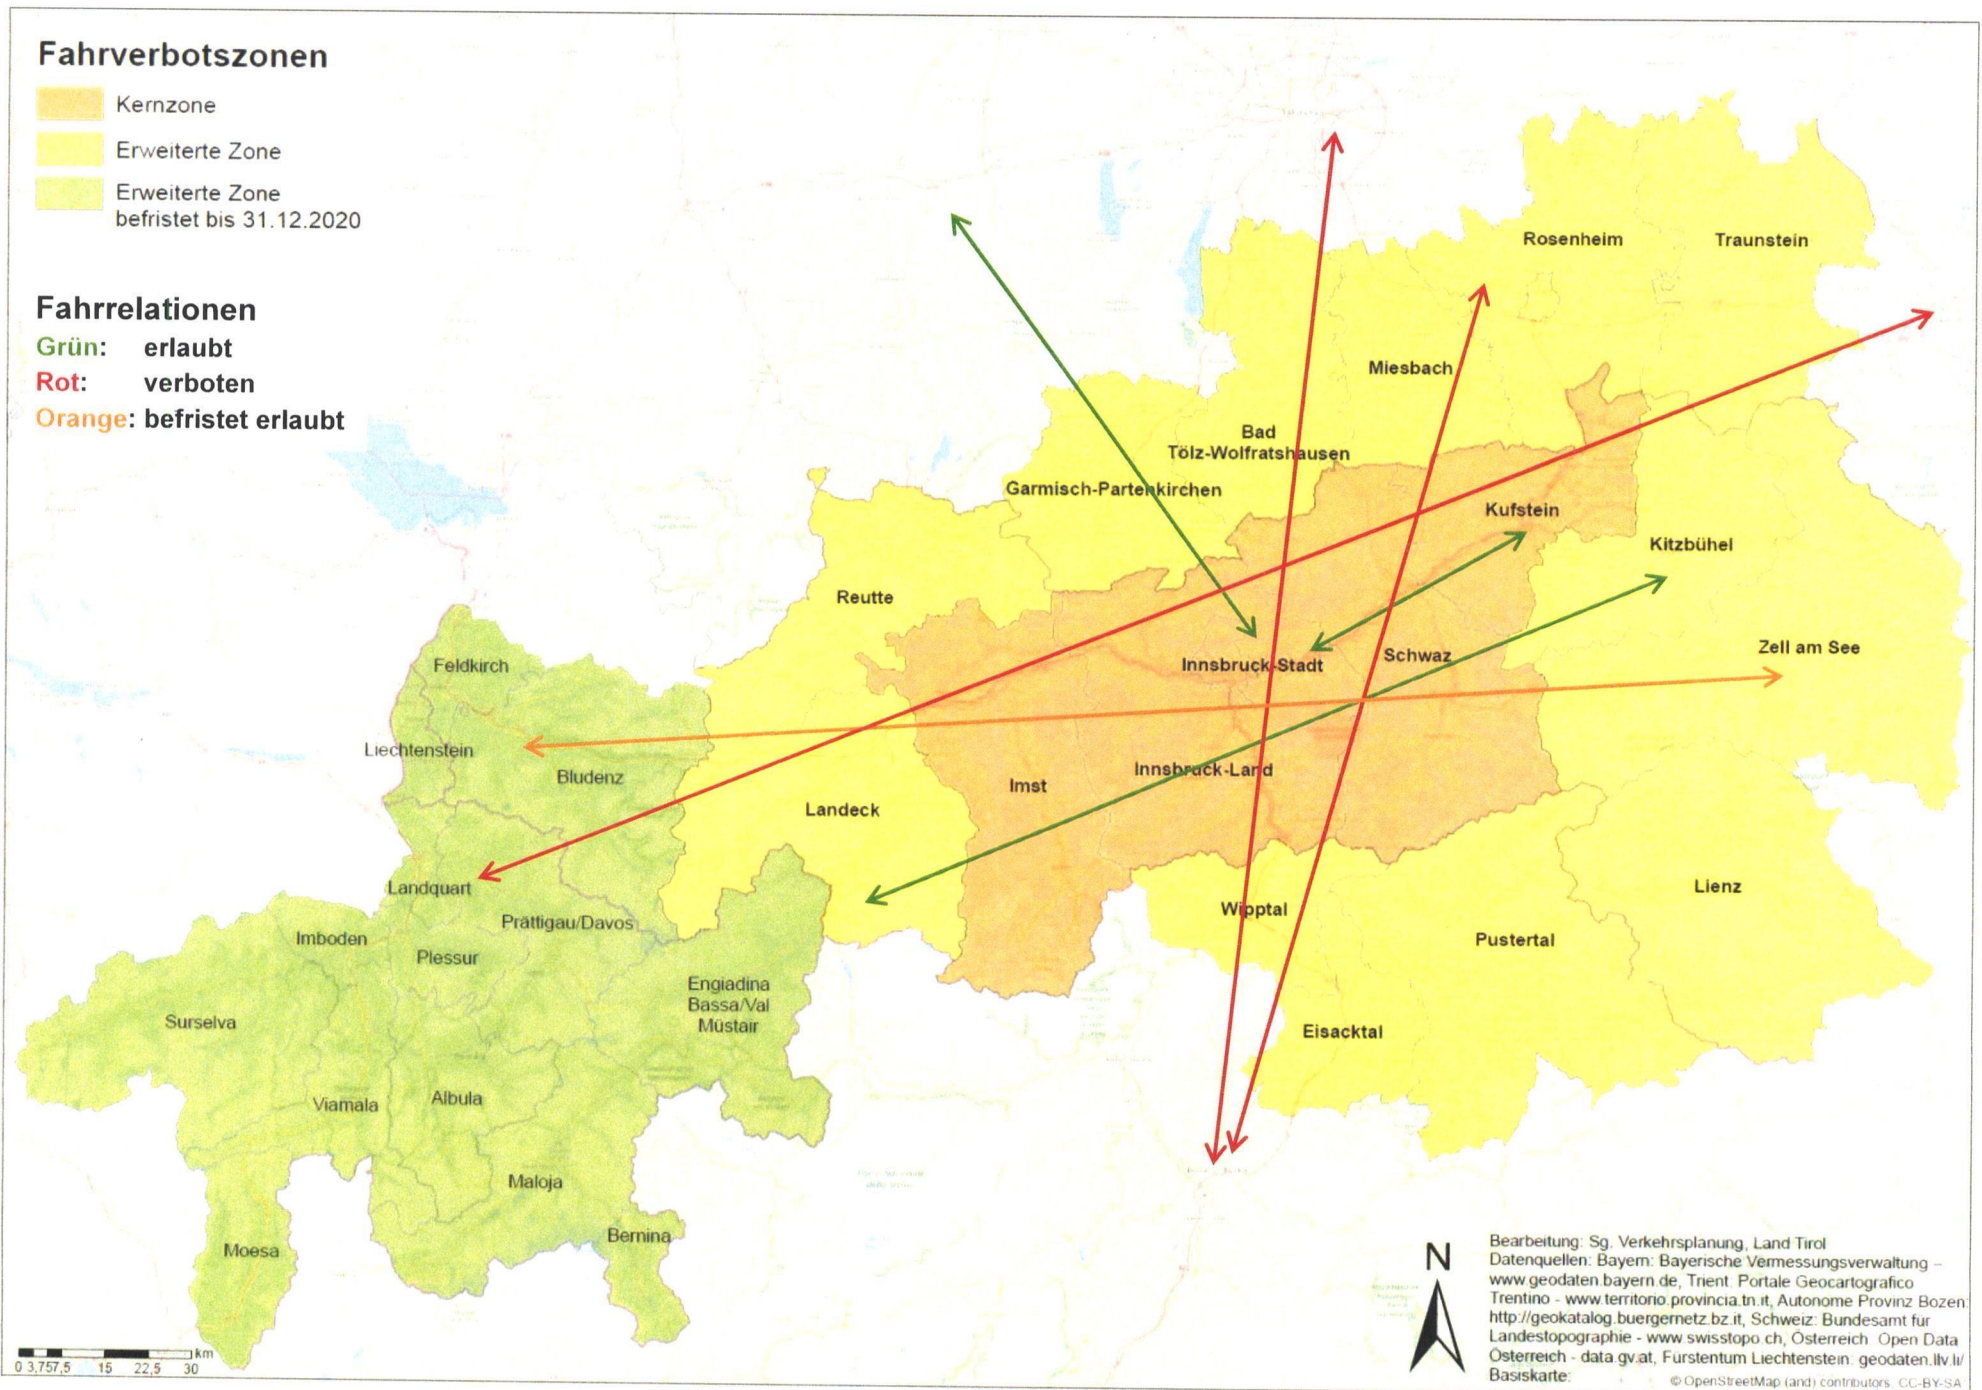 Fahrverbotszonen
Kernzone
Erweiterte Zone
Erweiterte Zone
befristet bis 31.12.2020
Fahrrelationen
Grün: erlaubt
Rot: verboten
Orange: befristet erlaubt
Rosenheim
Traunstein
Miesbach
Bad
Tölz-Wolfratshausen
Garmisch-Partenkirchen
Kufstein
Kitzbühel
Reutte
Zell am See
Innsbruck-Stadt
Schwaz
Feldkirch
Liechtenstein
Bludenz
Innsbruck-Land
Imst
Landeck
Landquart
Prättigau/Davos
Imboden
Plessur
Wipptal
Lienz
Pustertal
Engiadina
Bassa/Val
Müstair
Surselva
Eisacktal
Viamala
Albula
Maloja
Bernina
Moesa
N
km
0 3,757,5 15 22,5 30
Bearbeitung: Sg. Verkehrsplanung, Land Tirol
Datenquellen: Bayern: Bayerische Vermessungsverwaltung –
www.geodaten.bayern.de, Trient: Portale Geocartografico
Trentino - www.territorio.provincia.tn.it, Autonome Provinz Bozen:
http://geokatalog.buergernetz.bz.it, Schweiz: Bundesamt für
Landestopographie - www.swisstopo.ch, Österreich Open Data
Österreich - data.gv.at, Fürstentum Liechtenstein: geodaten.llv.li/
Basiskarte:
© OpenStreetMap (and) contributors, CC-BY-SA